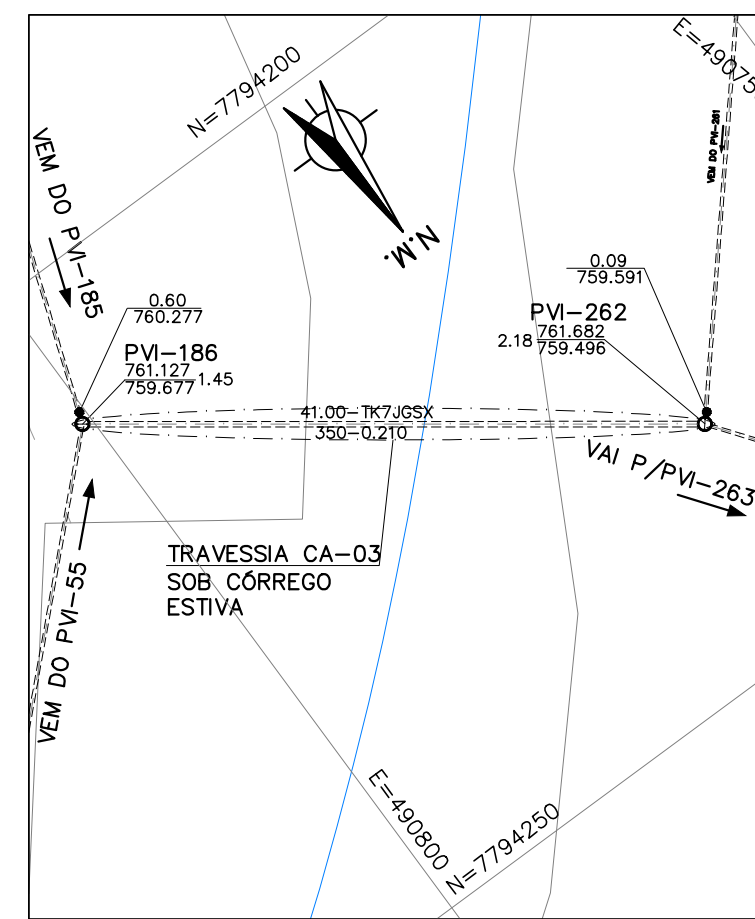 N=7794200
E=49075
VEM DO PVI-185
VEM DO PVI-261
N.M.
0.60
760.277
0.09
759.591
PVI-186
761.127
759.677
1.45
PVI-262
2.18
761.682
759.496
41.00-TK7JGSX
350-0.210
VAI P/PVI-263
TRAVESSIA CA-03
SOB CÓRREGO
ESTIVA
VEM DO PVI-55
E=490800
N=7794250